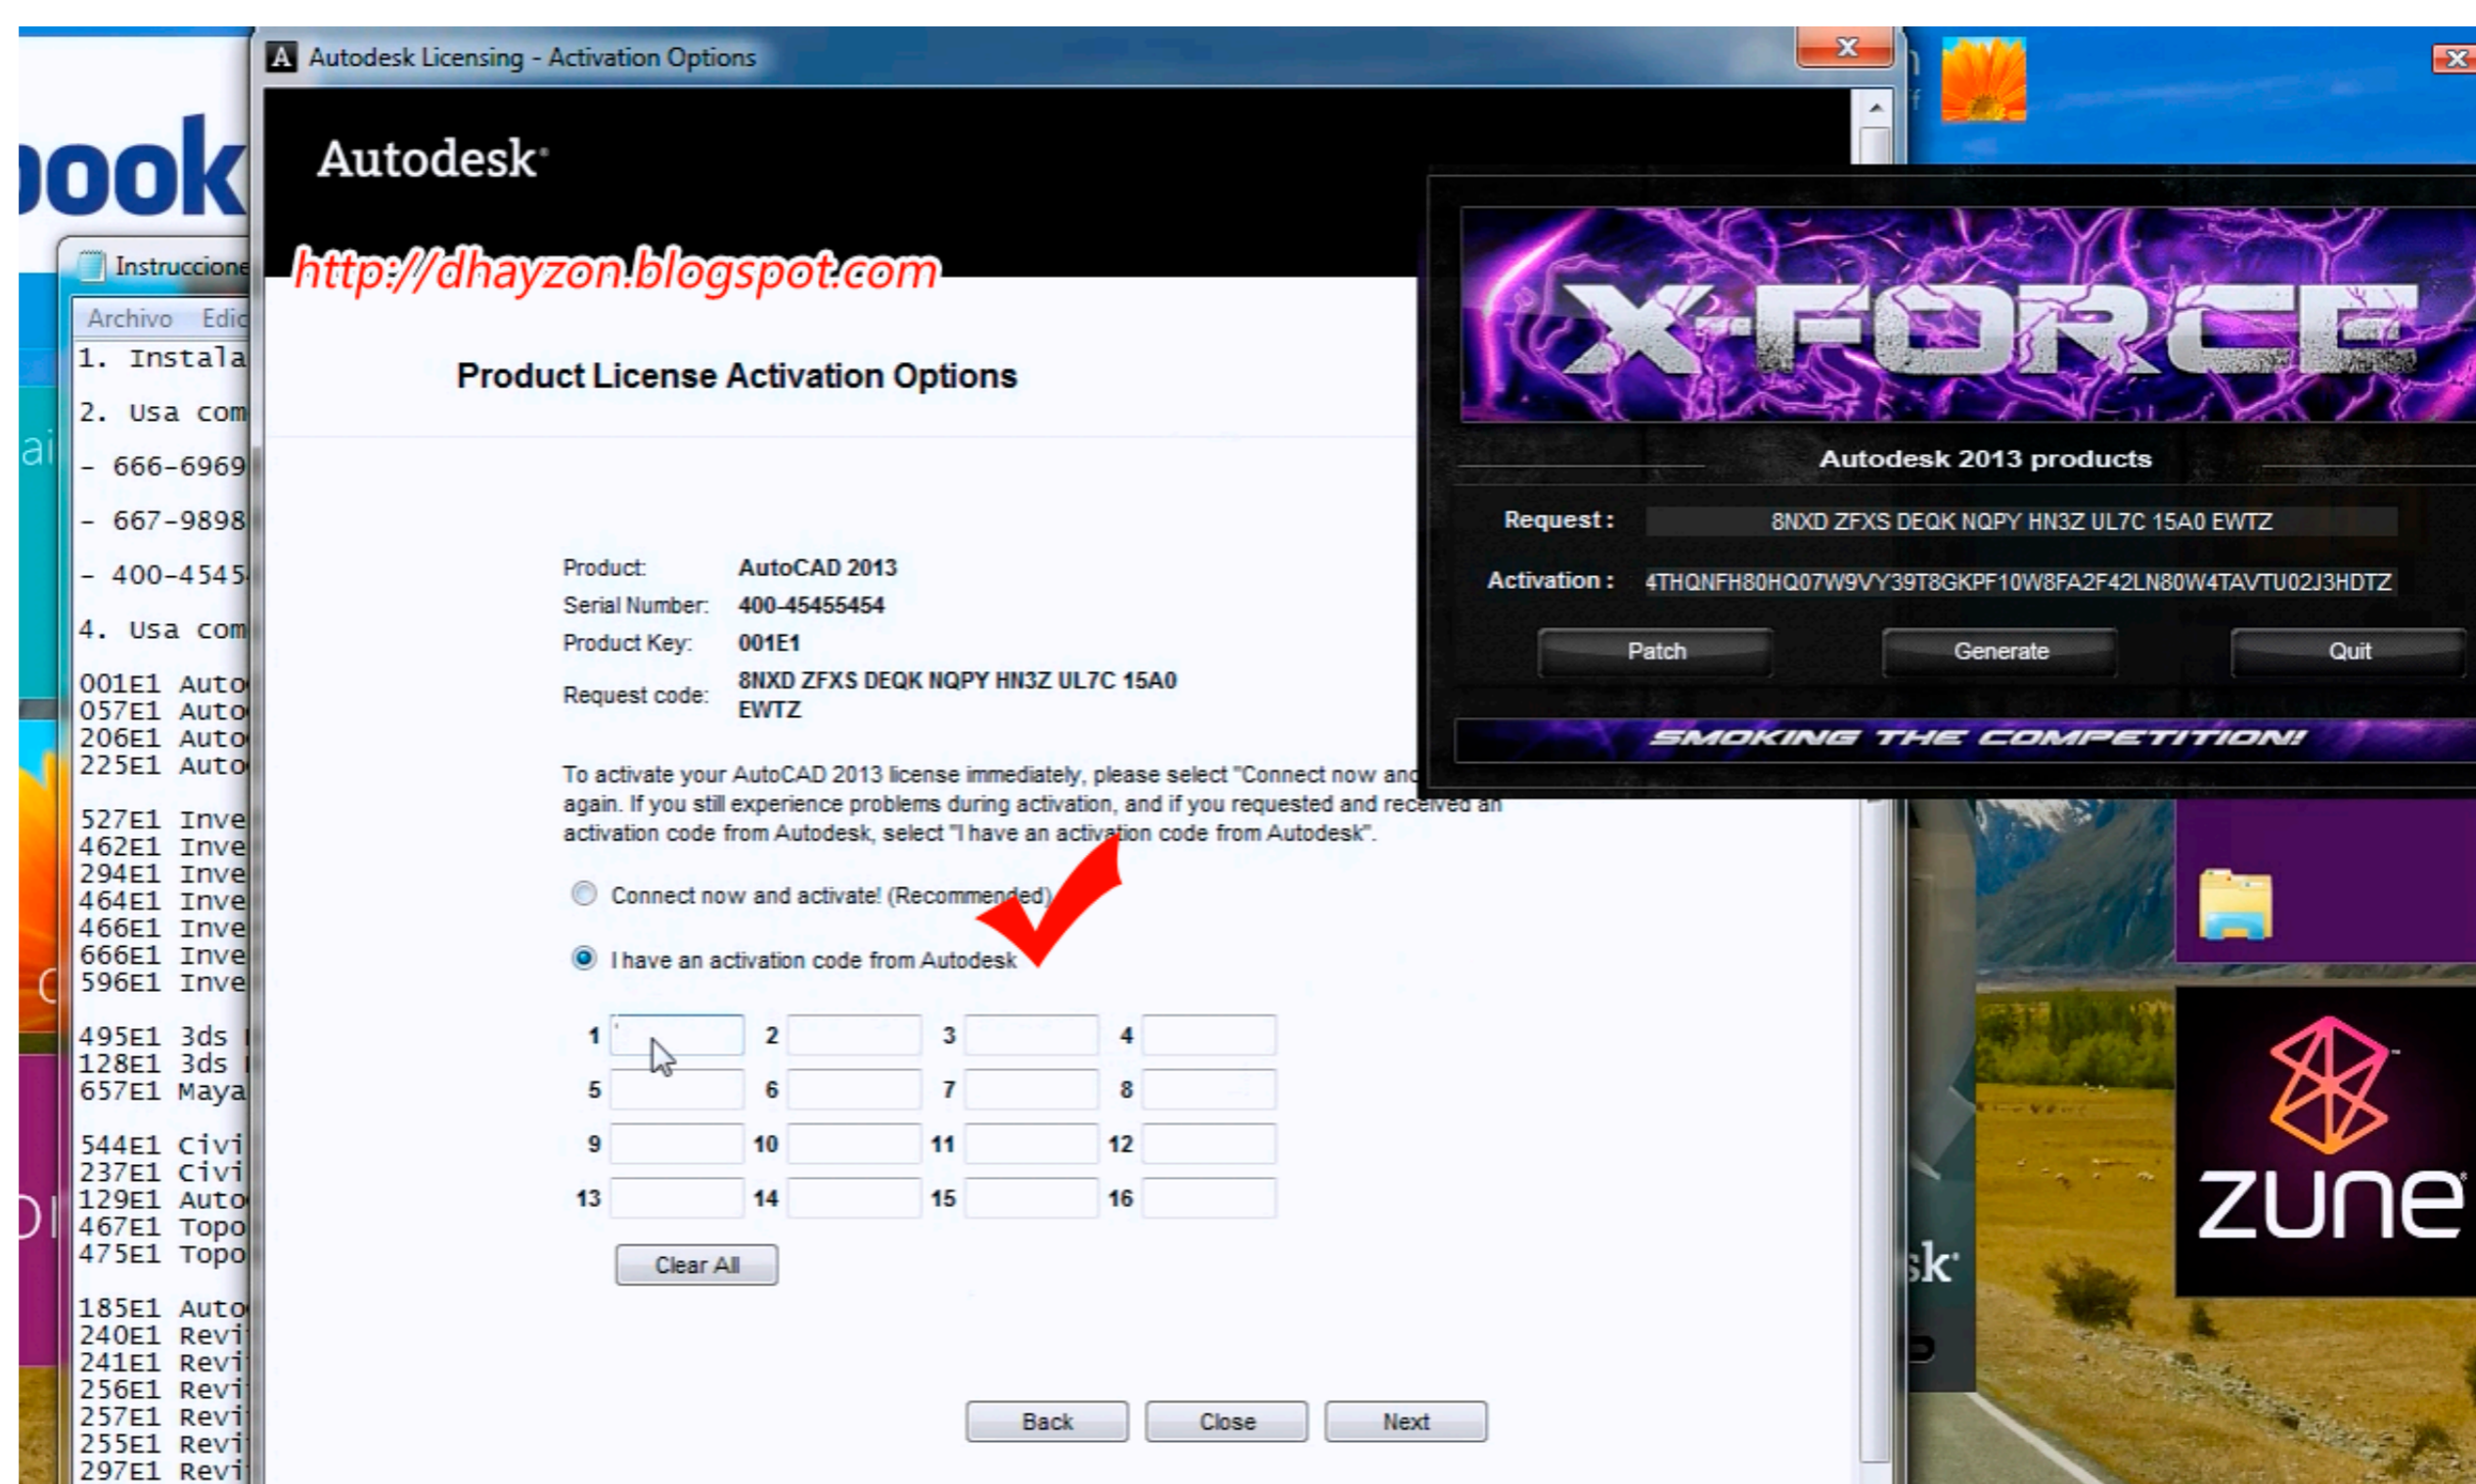 Autodesk Licensing - Activation Options
Autodesk
http://dhayzon.blogspot.com
Product License Activation Options
Product: AutoCAD 2013
Serial Number: 400-45455454
Product Key: 001E1
Request code: 8NXD ZFXS DEQK NQPY HN3Z UL7C 15A0
EWTZ
To activate your AutoCAD 2013 license immediately, please select "Connect now and
again. If you still experience problems during activation, and if you requested and received an
activation code from Autodesk, select "I have an activation code from Autodesk".
Connect now and activate! (Recommended)
I have an activation code from Autodesk
1 2 3 4
5 6 7 8
9 10 11 12
13 14 15 16
Clear All
Back Close Next
X-FORCE
Autodesk 2013 products
Request : 8NXD ZFXS DEQK NQPY HN3Z UL7C 15A0 EWTZ
Activation : 4THQNFH80HQ07W9VY39T8GKPF10W8FA2F42LN80W4TAVTU02J3HDTZ
Patch Generate Quit
SMOKING THE COMPETITION!
book
Instruccione
Archivo Edic
1. Instala
2. Usa com
- 666-6969
- 667-9898
- 400-4545
4. Usa com
001E1 Auto
057E1 Auto
206E1 Auto
225E1 Auto
527E1 Inve
462E1 Inve
294E1 Inve
464E1 Inve
466E1 Inve
666E1 Inve
596E1 Inve
495E1 3ds
128E1 3ds
657E1 Maya
544E1 Civi
237E1 Civi
129E1 Auto
467E1 Topo
475E1 Topo
185E1 Auto
240E1 Revi
241E1 Revi
256E1 Revi
257E1 Revi
255E1 Revi
297E1 Revi
sk
zune